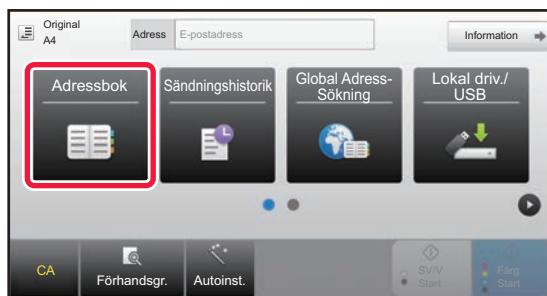 Original
A4
Adress
E-postadress
Information
Adressbok
Sändningshistorik
Global Adress-
Sökning
Lokal driv./
USB
CA
Förhandsgr.
Autoinst.
SV/V
Start
Färg
Start